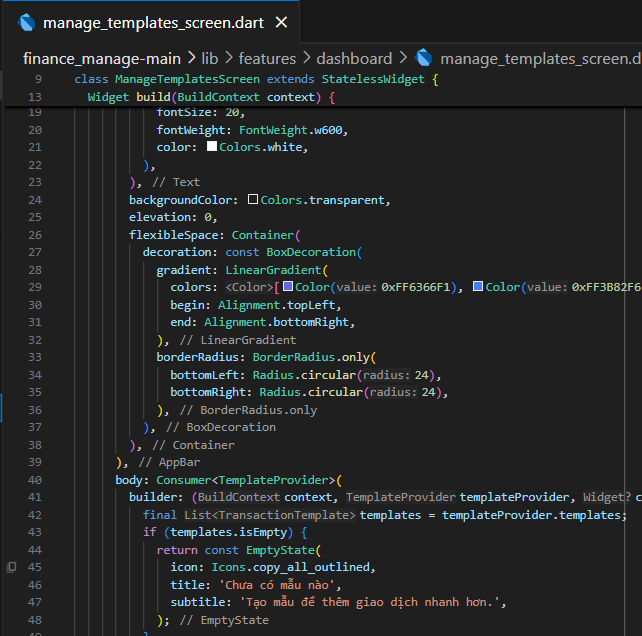 manage_templates_screen.dart
finance_manage-main > lib > features > dashboard > manage_templates_screen.d
9 class ManageTemplatesScreen extends StatelessWidget {
13 Widget build(BuildContext context) {
19 fontSize: 20,
20 fontWeight: FontWeight.w600,
21 color: Colors.white,
22 ),
23 ), // Text
24 backgroundColor: Colors.transparent,
25 elevation: 0,
26 flexibleSpace: Container(
27 decoration: const BoxDecoration(
28 gradient: LinearGradient(
29 colors: <Color>[Color(value: 0xFF6366F1), Color(value: 0xFF3B82F6
30 begin: Alignment.topLeft,
31 end: Alignment.bottomRight,
32 ), // LinearGradient
33 borderRadius: BorderRadius.only(
34 bottomLeft: Radius.circular(radius: 24),
35 bottomRight: Radius.circular(radius: 24),
36 ), // BorderRadius.only
37 ), // BoxDecoration
38 ), // Container
39 ), // AppBar
40 body: Consumer<TemplateProvider>(
41 builder: (BuildContext context, TemplateProvider templateProvider, Widget? c
42 final List<TransactionTemplate> templates = templateProvider.templates;
43 if (templates.isEmpty) {
44 return const EmptyState(
45 icon: Icons.copy_all_outlined,
46 title: 'Chưa có mẫu nào',
47 subtitle: 'Tạo mẫu để thêm giao dịch nhanh hơn.',
48 ); // EmptyState